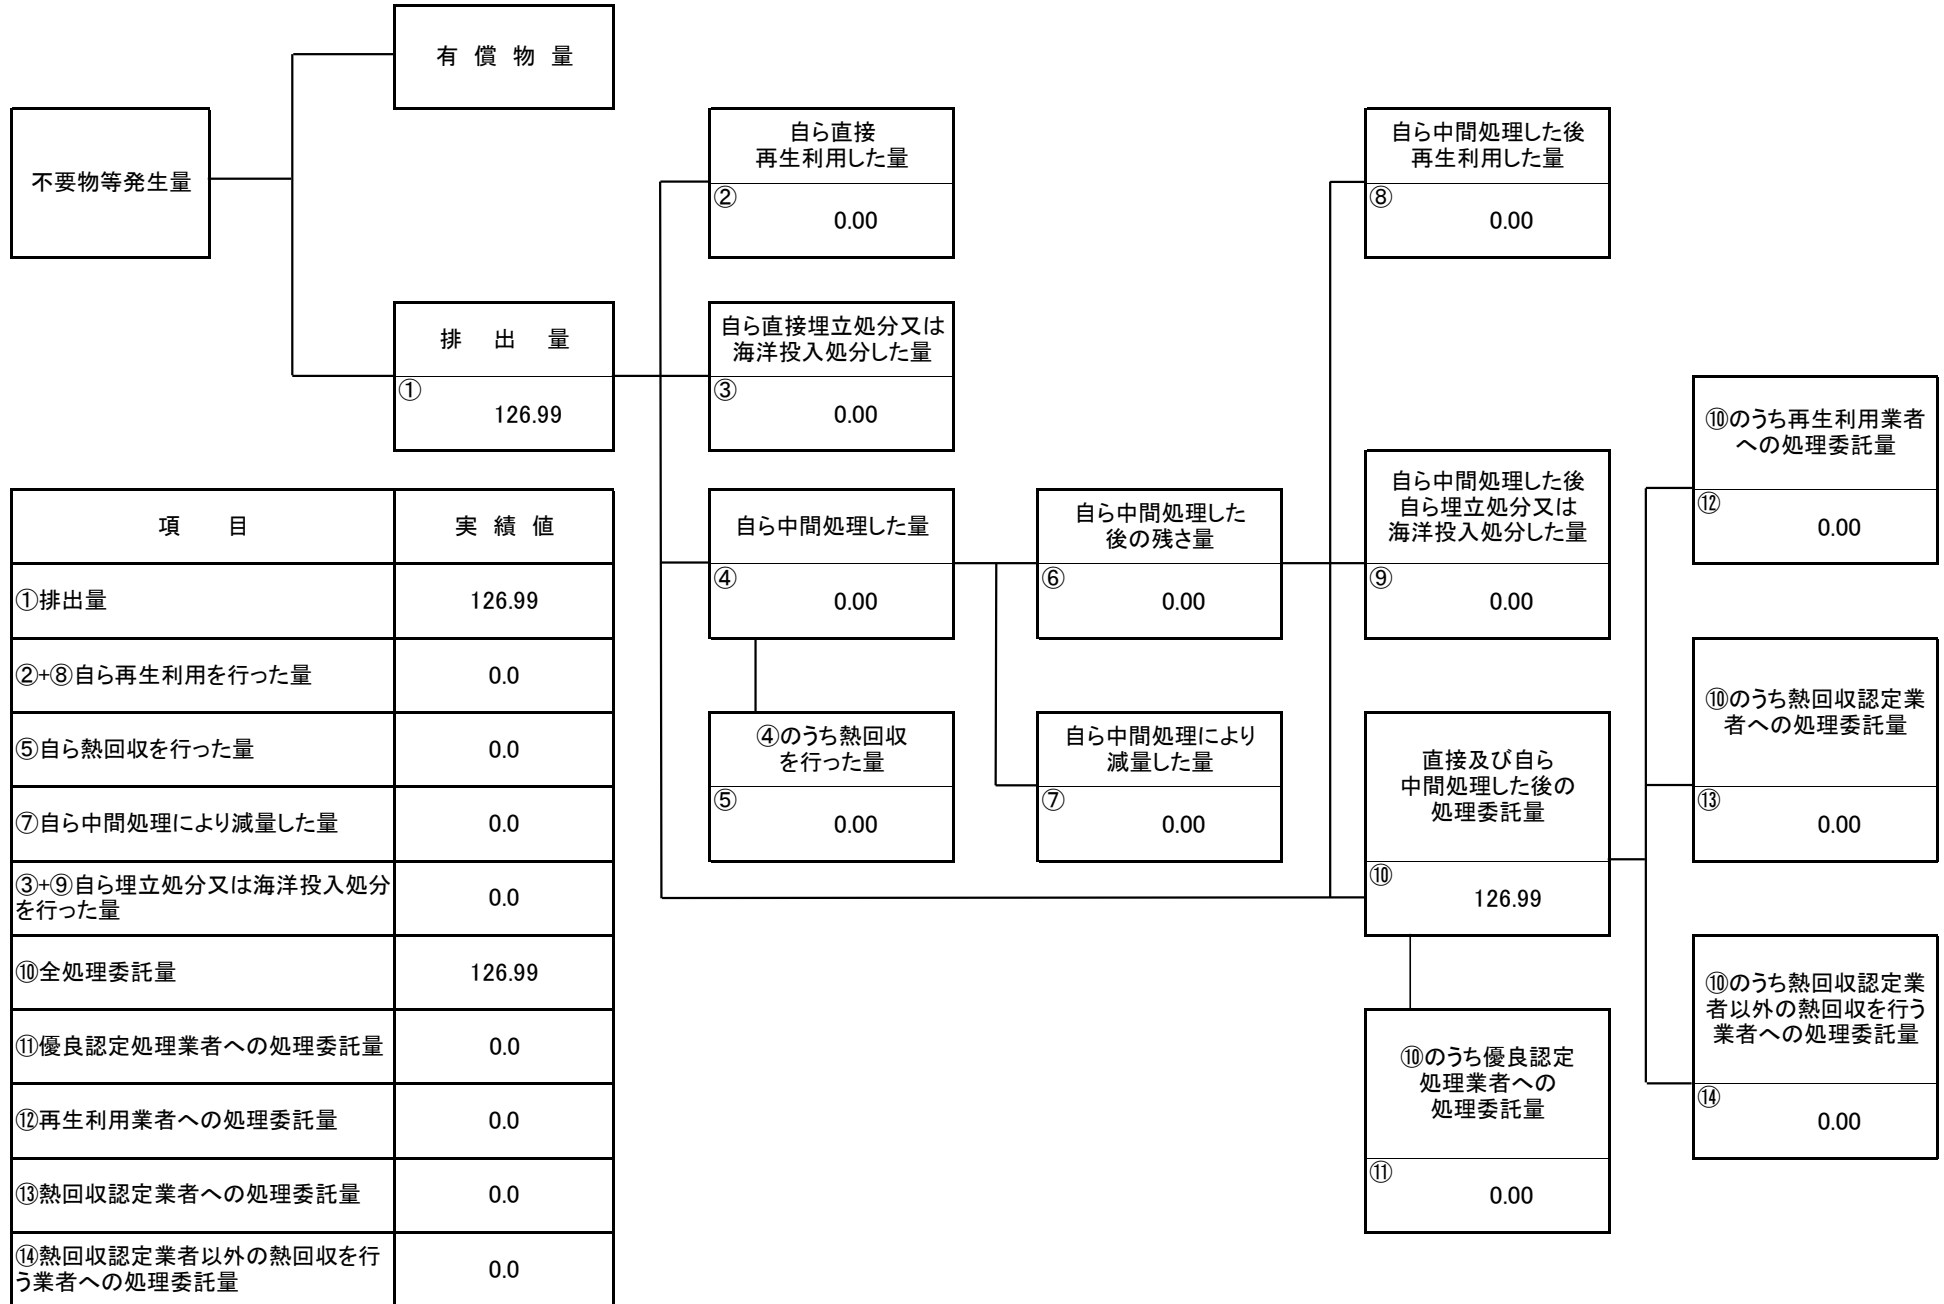 有 償 物 量
不要物等発生量
自ら直接
再生利用した量
②
0.00
自ら中間処理した後
再生利用した量
⑧
0.00
排 出 量
①
126.99
自ら直接埋立処分又は
海洋投入処分した量
③
0.00
自ら中間処理した量
④
0.00
自ら中間処理した
後の残さ量
⑥
0.00
自ら中間処理した後
自ら埋立処分又は
海洋投入処分した量
⑨
0.00
⑩のうち再生利用業者
への処理委託量
⑫
0.00
④のうち熱回収
を行った量
⑤
0.00
自ら中間処理により
減量した量
⑦
0.00
直接及び自ら
中間処理した後の
処理委託量
⑩
126.99
⑩のうち熱回収認定業
者への処理委託量
⑬
0.00
⑩のうち優良認定
処理業者への
処理委託量
⑪
0.00
⑩のうち熱回収認定業
者以外の熱回収を行う
業者への処理委託量
⑭
0.00
項 目 実 績 値
①排出量 126.99
②+⑧自ら再生利用を行った量 0.0
⑤自ら熱回収を行った量 0.0
⑦自ら中間処理により減量した量 0.0
③+⑨自ら埋立処分又は海洋投入処分
を行った量 0.0
⑩全処理委託量 126.99
⑪優良認定処理業者への処理委託量 0.0
⑫再生利用業者への処理委託量 0.0
⑬熱回収認定業者への処理委託量 0.0
⑭熱回収認定業者以外の熱回収を行
う業者への処理委託量 0.0